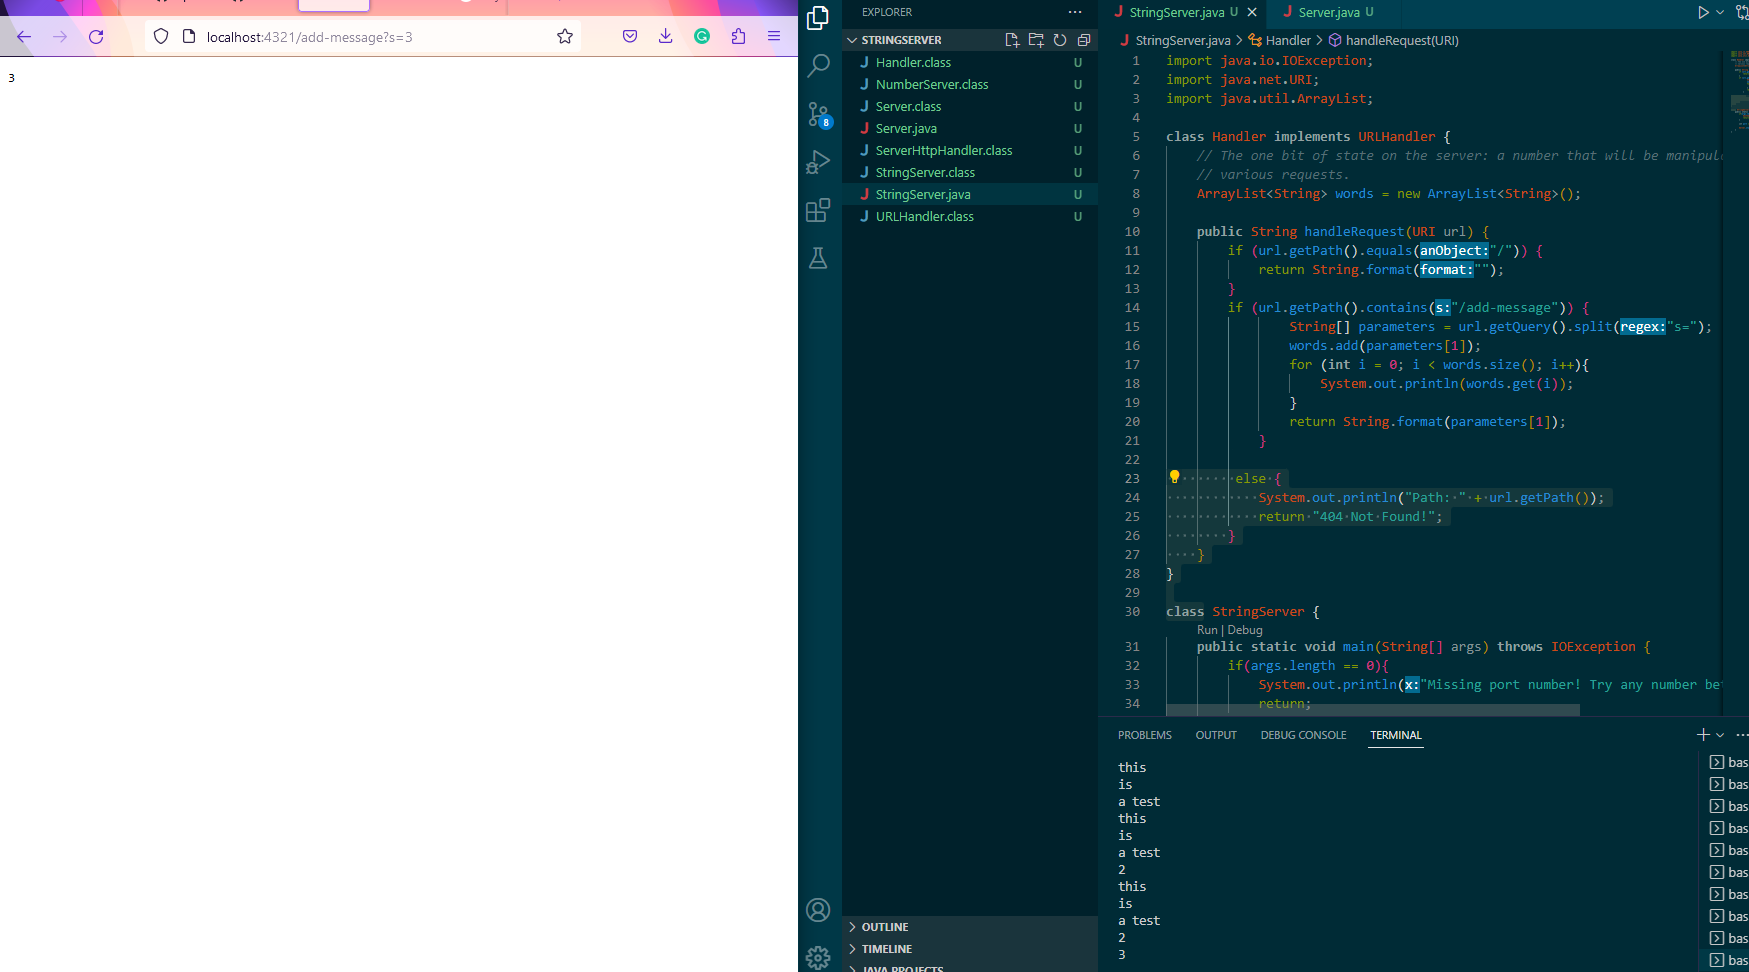 localhost:4321/add-message?s=3
3
EXPLORER
STRINGSERVER
Handler.class U
NumberServer.class U
Server.class U
Server.java U
ServerHttpHandler.class U
StringServer.class U
StringServer.java U
URLHandler.class U
8
OUTLINE
TIMELINE
JAVA PROJECTS
StringServer.java U
Server.java U
StringServer.java > Handler > handleRequest(URI)
1 import java.io.IOException;
2 import java.net.URI;
3 import java.util.ArrayList;
4
5 class Handler implements URLHandler {
6 // The one bit of state on the server: a number that will be
7 // various requests.
8 ArrayList<String> words = new ArrayList<String>();
9
10 public String handleRequest(URI url) {
11 if (url.getPath().equals(anObject:"/")) {
12 return String.format(format:"");
13 }
14 if (url.getPath().contains(s:"/add-message")) {
15 String[] parameters = url.getQuery().split(regex:"s=");
16 words.add(parameters[1]);
17 for (int i = 0; i < words.size(); i++){
18 System.out.println(words.get(i));
19 }
20 return String.format(parameters[1]);
21 }
22
23 else {
24 System.out.println("Path: " + url.getPath());
25 return "404 Not Found!";
26 }
27 }
28 }
29
30 class StringServer {
Run | Debug
31 public static void main(String[] args) throws IOException {
32 if(args.length == 0){
33 System.out.println(x:"Missing port number! Try any number
34 return;
PROBLEMS OUTPUT DEBUG CONSOLE TERMINAL
this
is
a test
this
is
a test
2
this
is
a test
2
3
bas
bas
bas
bas
bas
bas
bas
bas
bas
bas